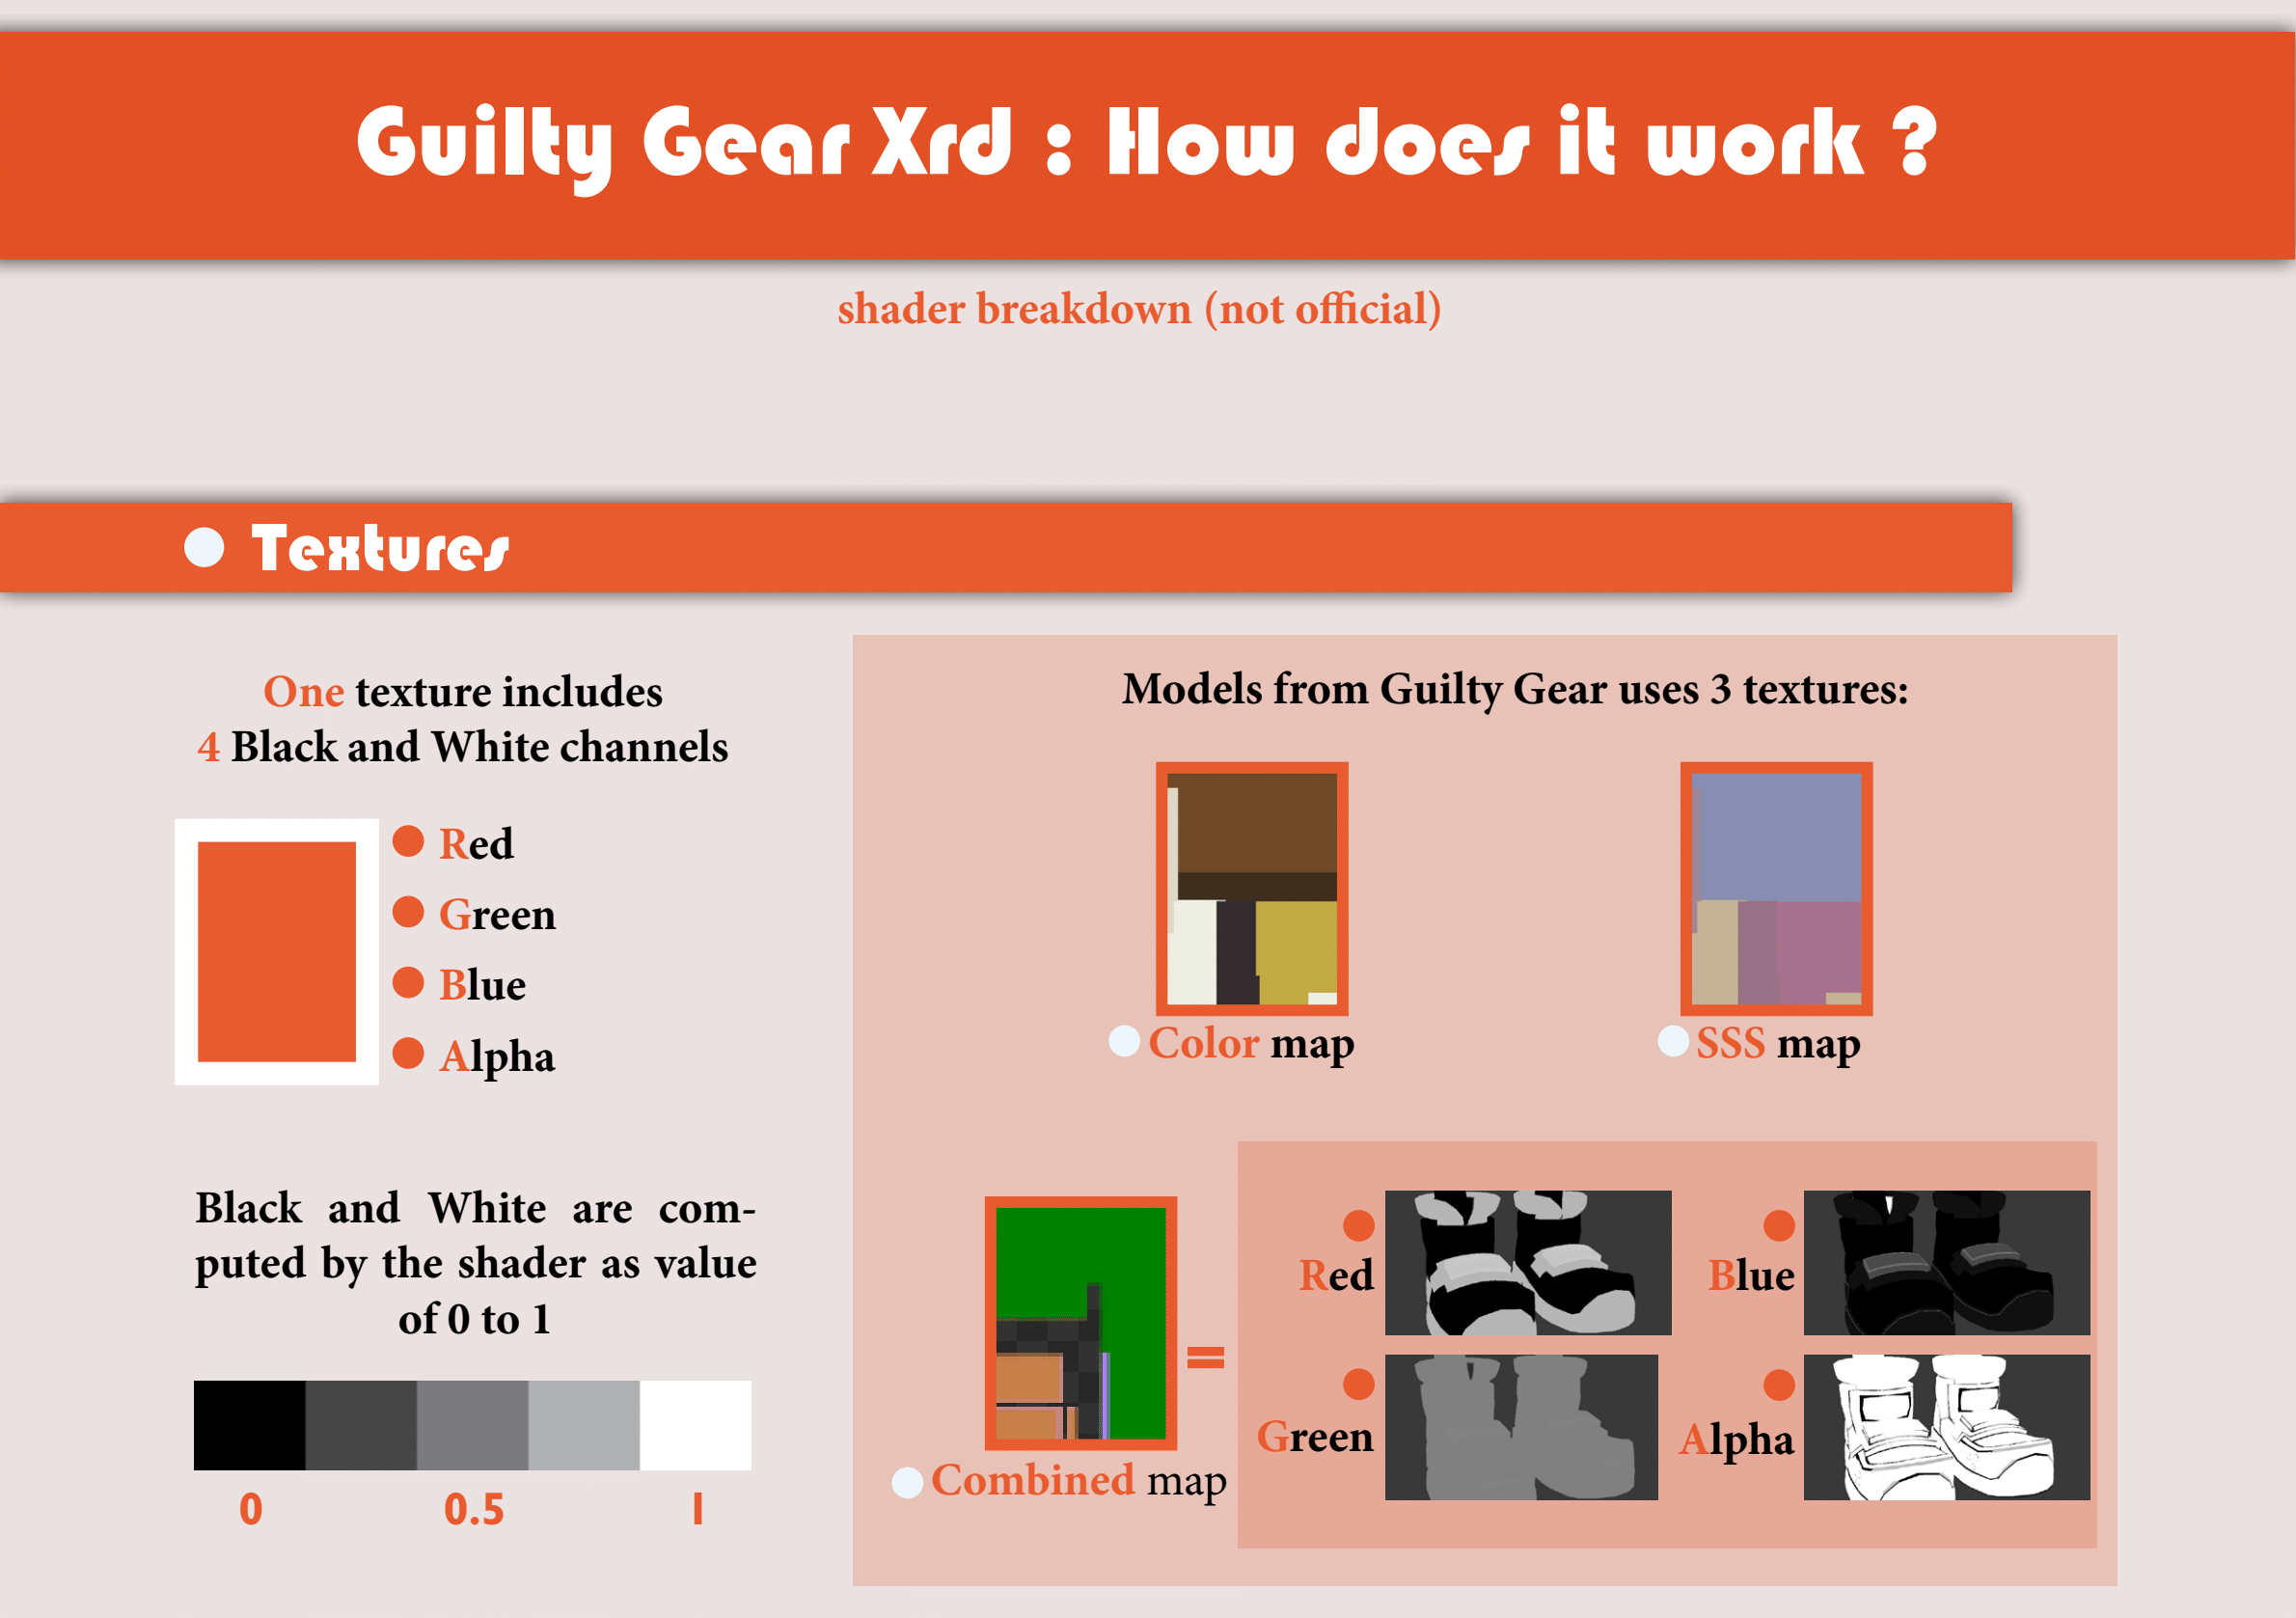 Guilty Gear Xrd : How does it work ?
shader breakdown (not official)
Textures
One texture includes
4 Black and White channels
Red
Green
Blue
Alpha
Black and White are com-
puted by the shader as value
of 0 to 1
0 0.5 1
Models from Guilty Gear uses 3 textures:
Color map
SSS map
Combined map
=
Red
Blue
Green
Alpha